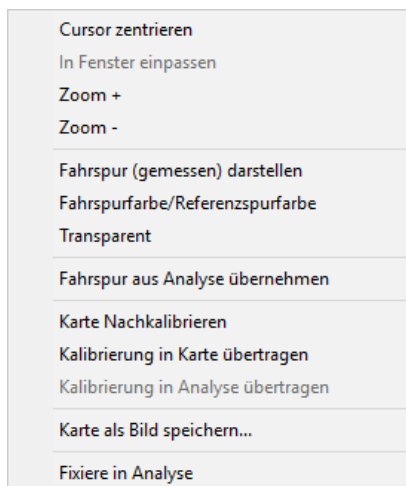 Cursor zentrieren
In Fenster einpassen
Zoom +
Zoom -
Fahrspur (gemessen) darstellen
Fahrspurfarbe/Referenzspurfarbe
Transparent
Fahrspur aus Analyse übernehmen
Karte Nachkalibrieren
Kalibrierung in Karte übertragen
Kalibrierung in Analyse übertragen
Karte als Bild speichern...
Fixiere in Analyse